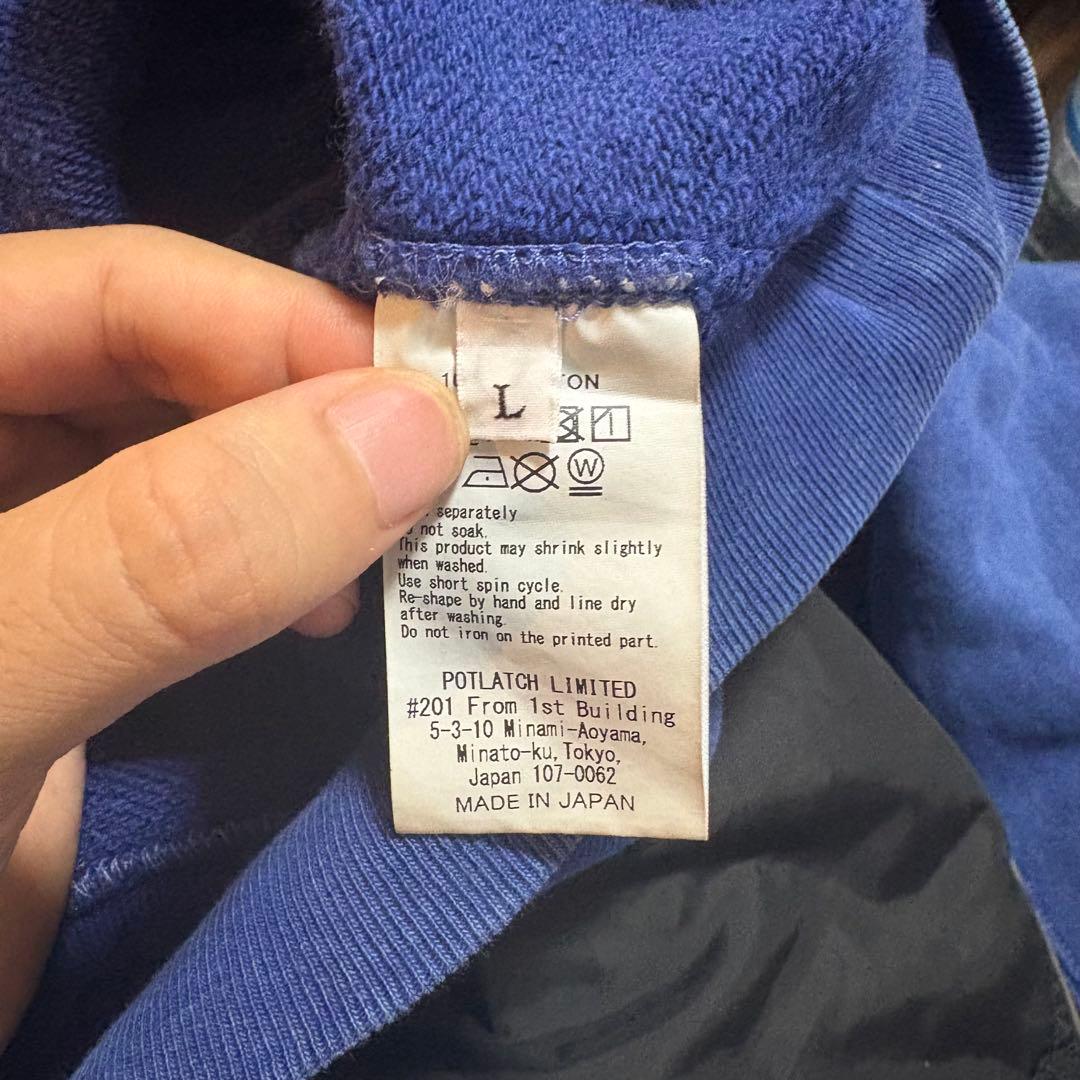 L
separately
not soak.
This product may shrink slightly
when washed.
Use short spin cycle.
Re-shape by hand and line dry
after washing.
Do not iron on the printed part.
POTLATCH LIMITED
#201 From 1st Building
5-3-10 Minami-Aoyama,
Minato-ku, Tokyo,
Japan 107-0062
MADE IN JAPAN